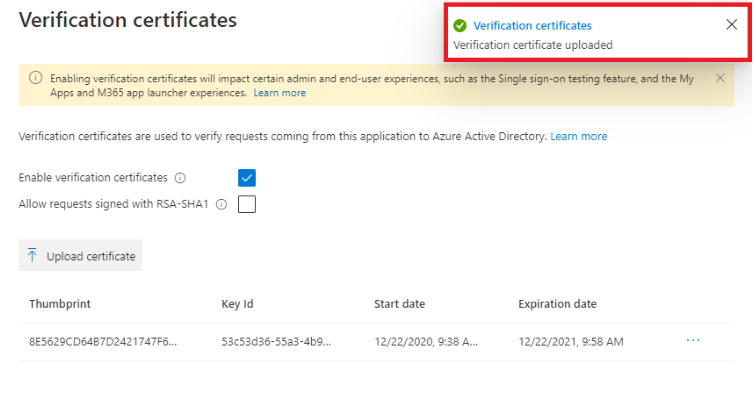 Verification certificates
Verification certificates
Verification certificate uploaded
Enabling verification certificates will impact certain admin and end-user experiences, such as the Single sign-on testing feature, and the My
Apps and M365 app launcher experiences. Learn more
Verification certificates are used to verify requests coming from this application to Azure Active Directory. Learn more
Enable verification certificates
Allow requests signed with RSA-SHA1
Upload certificate
Thumbprint Key Id Start date Expiration date
8E5629CD64B7D2421747F6... 53c53d36-55a3-4b9... 12/22/2020, 9:38 A... 12/22/2021, 9:58 AM ...